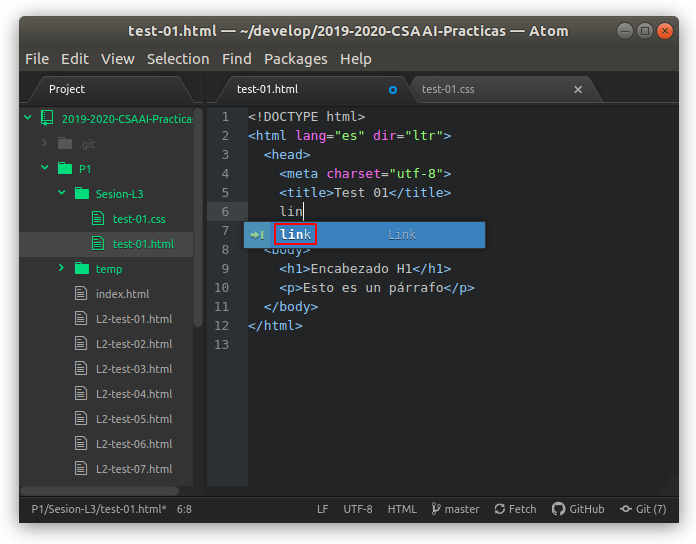 test-01.html — ~/develop/2019-2020-CSAAI-Practicas — Atom
File Edit View Selection Find Packages Help
Project
test-01.html
test-01.css
2019-2020-CSAAI-Practicas
.git
P1
Sesion-L3
test-01.css
test-01.html
temp
index.html
L2-test-01.html
L2-test-02.html
L2-test-03.html
L2-test-04.html
L2-test-05.html
L2-test-06.html
L2-test-07.html
1 <!DOCTYPE html>
2 <html lang="es" dir="ltr">
3 <head>
4 <meta charset="utf-8">
5 <title>Test 01</title>
6 lin
7 link Link
8 <body>
9 <h1>Encabezado H1</h1>
10 <p>Esto es un párrafo</p>
11 </body>
12 </html>
13
P1/Sesion-L3/test-01.html* 6:8 LF UTF-8 HTML master Fetch GitHub Git (7)